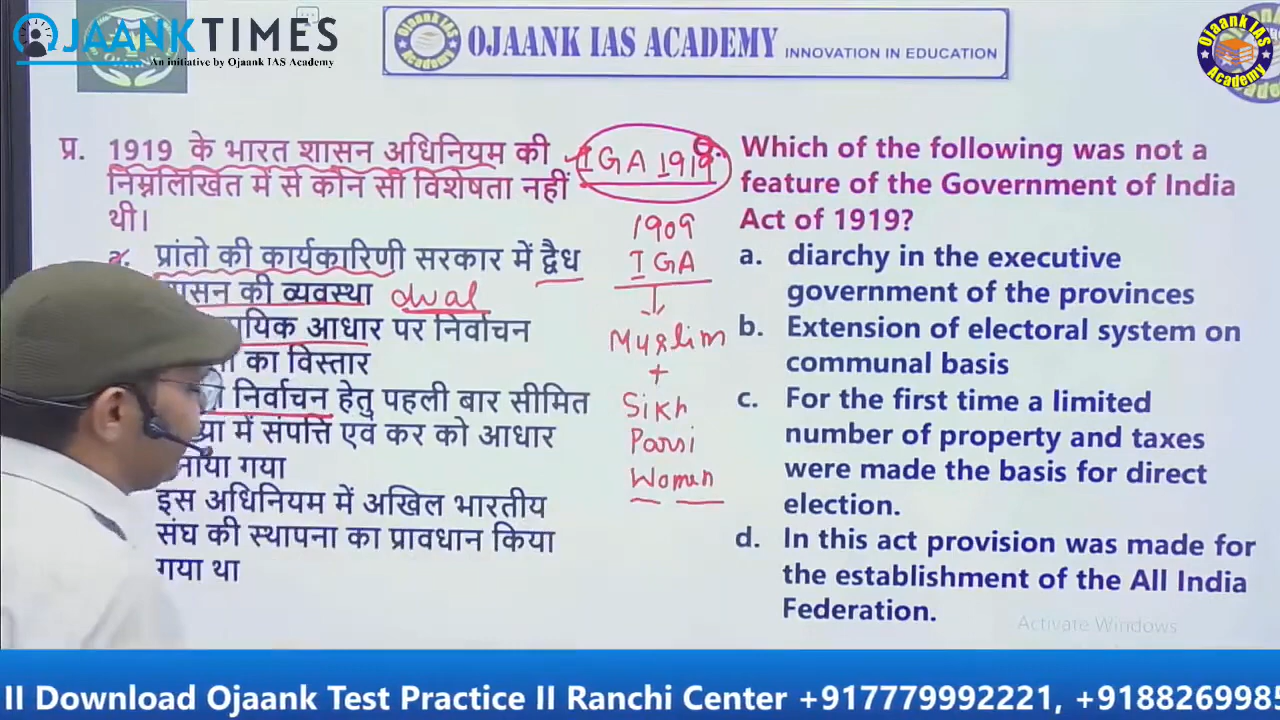 OJAANKTIMES
An initiative by Ojaank IAS Academy
OJAANK IAS ACADEMY INNOVATION IN EDUCATION
Ojaank IAS
Academy
प्र. 1919 के भारत शासन अधिनियम की
निम्नलिखित में से कौन सी विशेषता नहीं
थी।
प्रांतो की कार्यकारिणी सरकार में द्वैध
शासन की व्यवस्था dual
आधार पर निर्वाचन
का विस्तार
निर्वाचन हेतु पहली बार सीमित
में संपत्ति एवं कर को आधार
गया
इस अधिनियम में अखिल भारतीय
संघ की स्थापना का प्रावधान किया
गया था
IGA 1919
1909
IGA
Muslim
+
Sikh
Parsi
Women
Which of the following was not a
feature of the Government of India
Act of 1919?
a. diarchy in the executive
government of the provinces
b. Extension of electoral system on
communal basis
c. For the first time a limited
number of property and taxes
were made the basis for direct
election.
d. In this act provision was made for
the establishment of the All India
Federation.
Activate Windows
II Download Ojaank Test Practice II Ranchi Center +917779992221, +91882699985